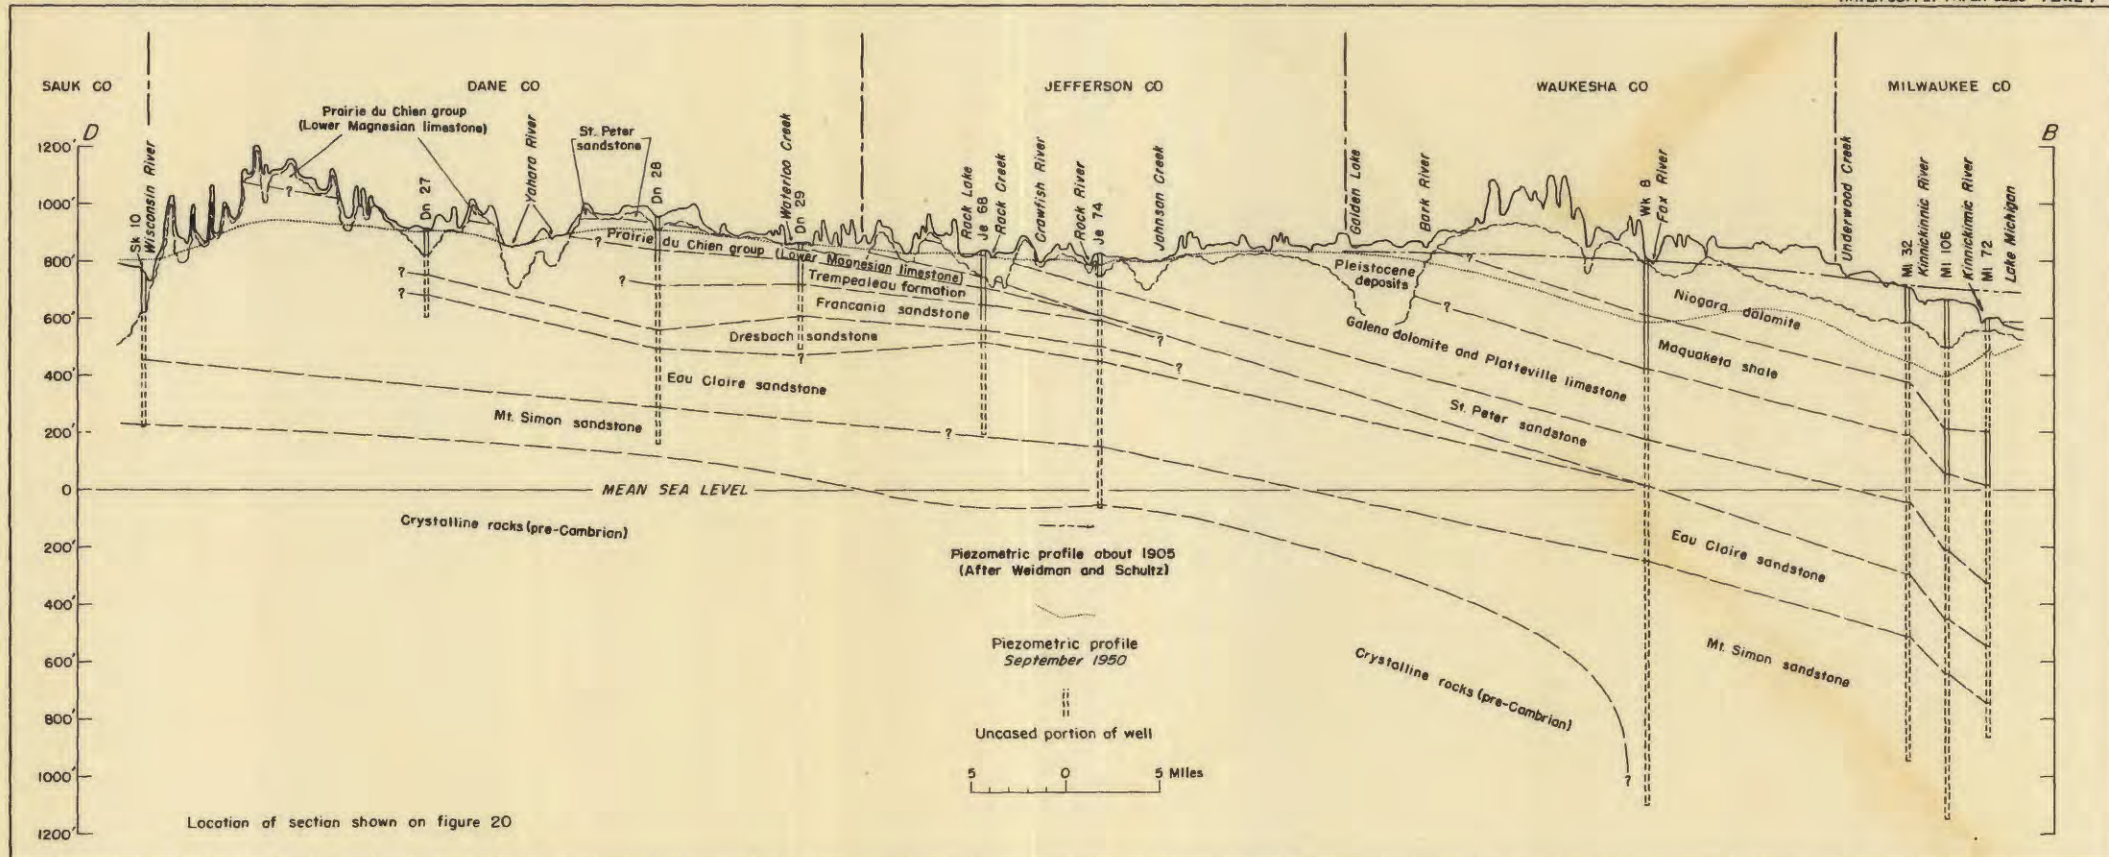 SAUK CO
DANE CO
JEFFERSON CO
WAUKESHA CO
MILWAUKEE CO
D
B
Prairie du Chien group
(Lower Magnesian limestone)
St. Peter
sandstone
Sk 10
Wisconsin River
Dn 27
Yahara River
Dn 28
Waterloo Creek
Dn 29
Rock Lake
Je 68
Rock Creek
Crawfish River
Rock River
Je 74
Johnson Creek
Golden Lake
Bark River
Wk 8
Fox River
Underwood Creek
Ml 32
Kinnickinnic River
Ml 106
Kinnickinnic River
Ml 72
Lake Michigan
1200'
1000'
800'
600'
400'
200'
0
200'
400'
600'
800'
1000'
1200'
?
?
?
?
?
?
?
?
?
?
?
?
?
Prairie du Chien group (Lower Magnesian limestone)
Trempealeau formation
Franconia sandstone
Dresbach sandstone
Eau Claire sandstone
Mt. Simon sandstone
Pleistocene
deposits
Niagara dolomite
Maquoketa shale
Galena dolomite and Platteville limestone
St. Peter sandstone
Eau Claire sandstone
Mt. Simon sandstone
MEAN SEA LEVEL
Crystalline rocks (pre-Cambrian)
Crystalline rocks (pre-Cambrian)
Piezometric profile about 1905
(After Weidman and Schultz)
Piezometric profile
September 1950
Uncased portion of well
5 0 5 Miles
Location of section shown on figure 20